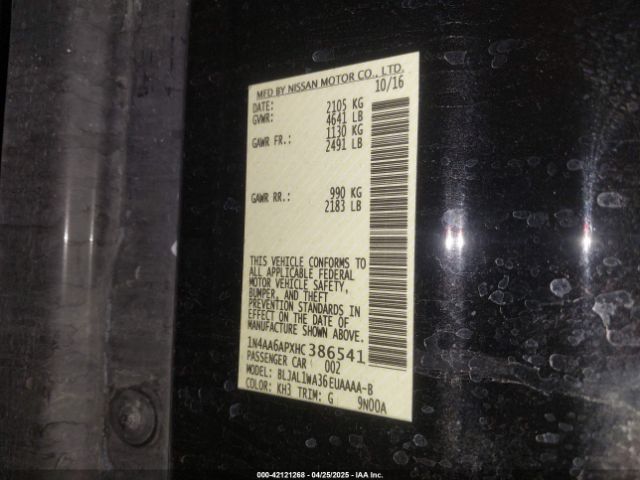 MFD BY NISSAN MOTOR CO., LTD.
DATE: 10/16
GVWR: 2105 KG
4641 LB
GAWR FR.: 1130 KG
2491 LB
GAWR RR.: 990 KG
2183 LB
THIS VEHICLE CONFORMS TO
ALL APPLICABLE FEDERAL
MOTOR VEHICLE SAFETY,
BUMPER, AND THEFT
PREVENTION STANDARDS IN
EFFECT ON THE DATE OF
MANUFACTURE SHOWN ABOVE.
1N4AA6APXHC386541
PASSENGER CAR 002
MODEL: BLJAL1WA36EUAAAA-B
COLOR: KH3 TRIM: G 9N00A
000-42121268 - 04/25/2025 - IAA Inc.